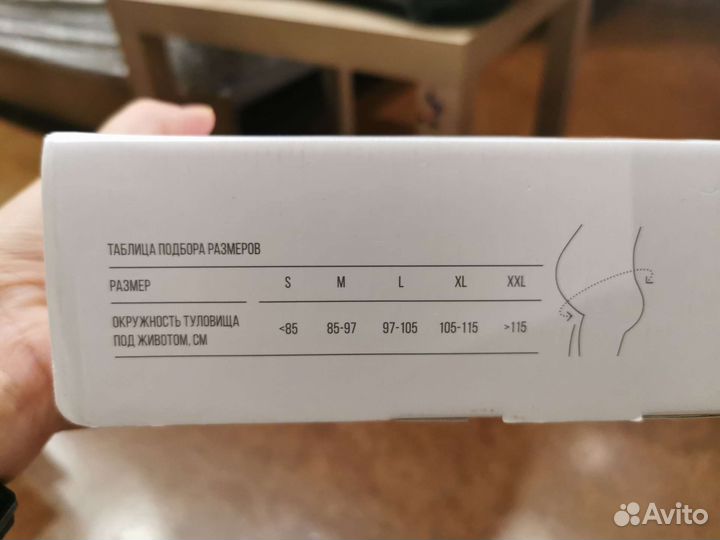 ТАБЛИЦА ПОДБОРА РАЗМЕРОВ
РАЗМЕР S M L XL XXL
ОКРУЖНОСТЬ ТУЛОВИЩА
ПОД ЖИВОТОМ, СМ <85 85-97 97-105 105-115 >115
Avito